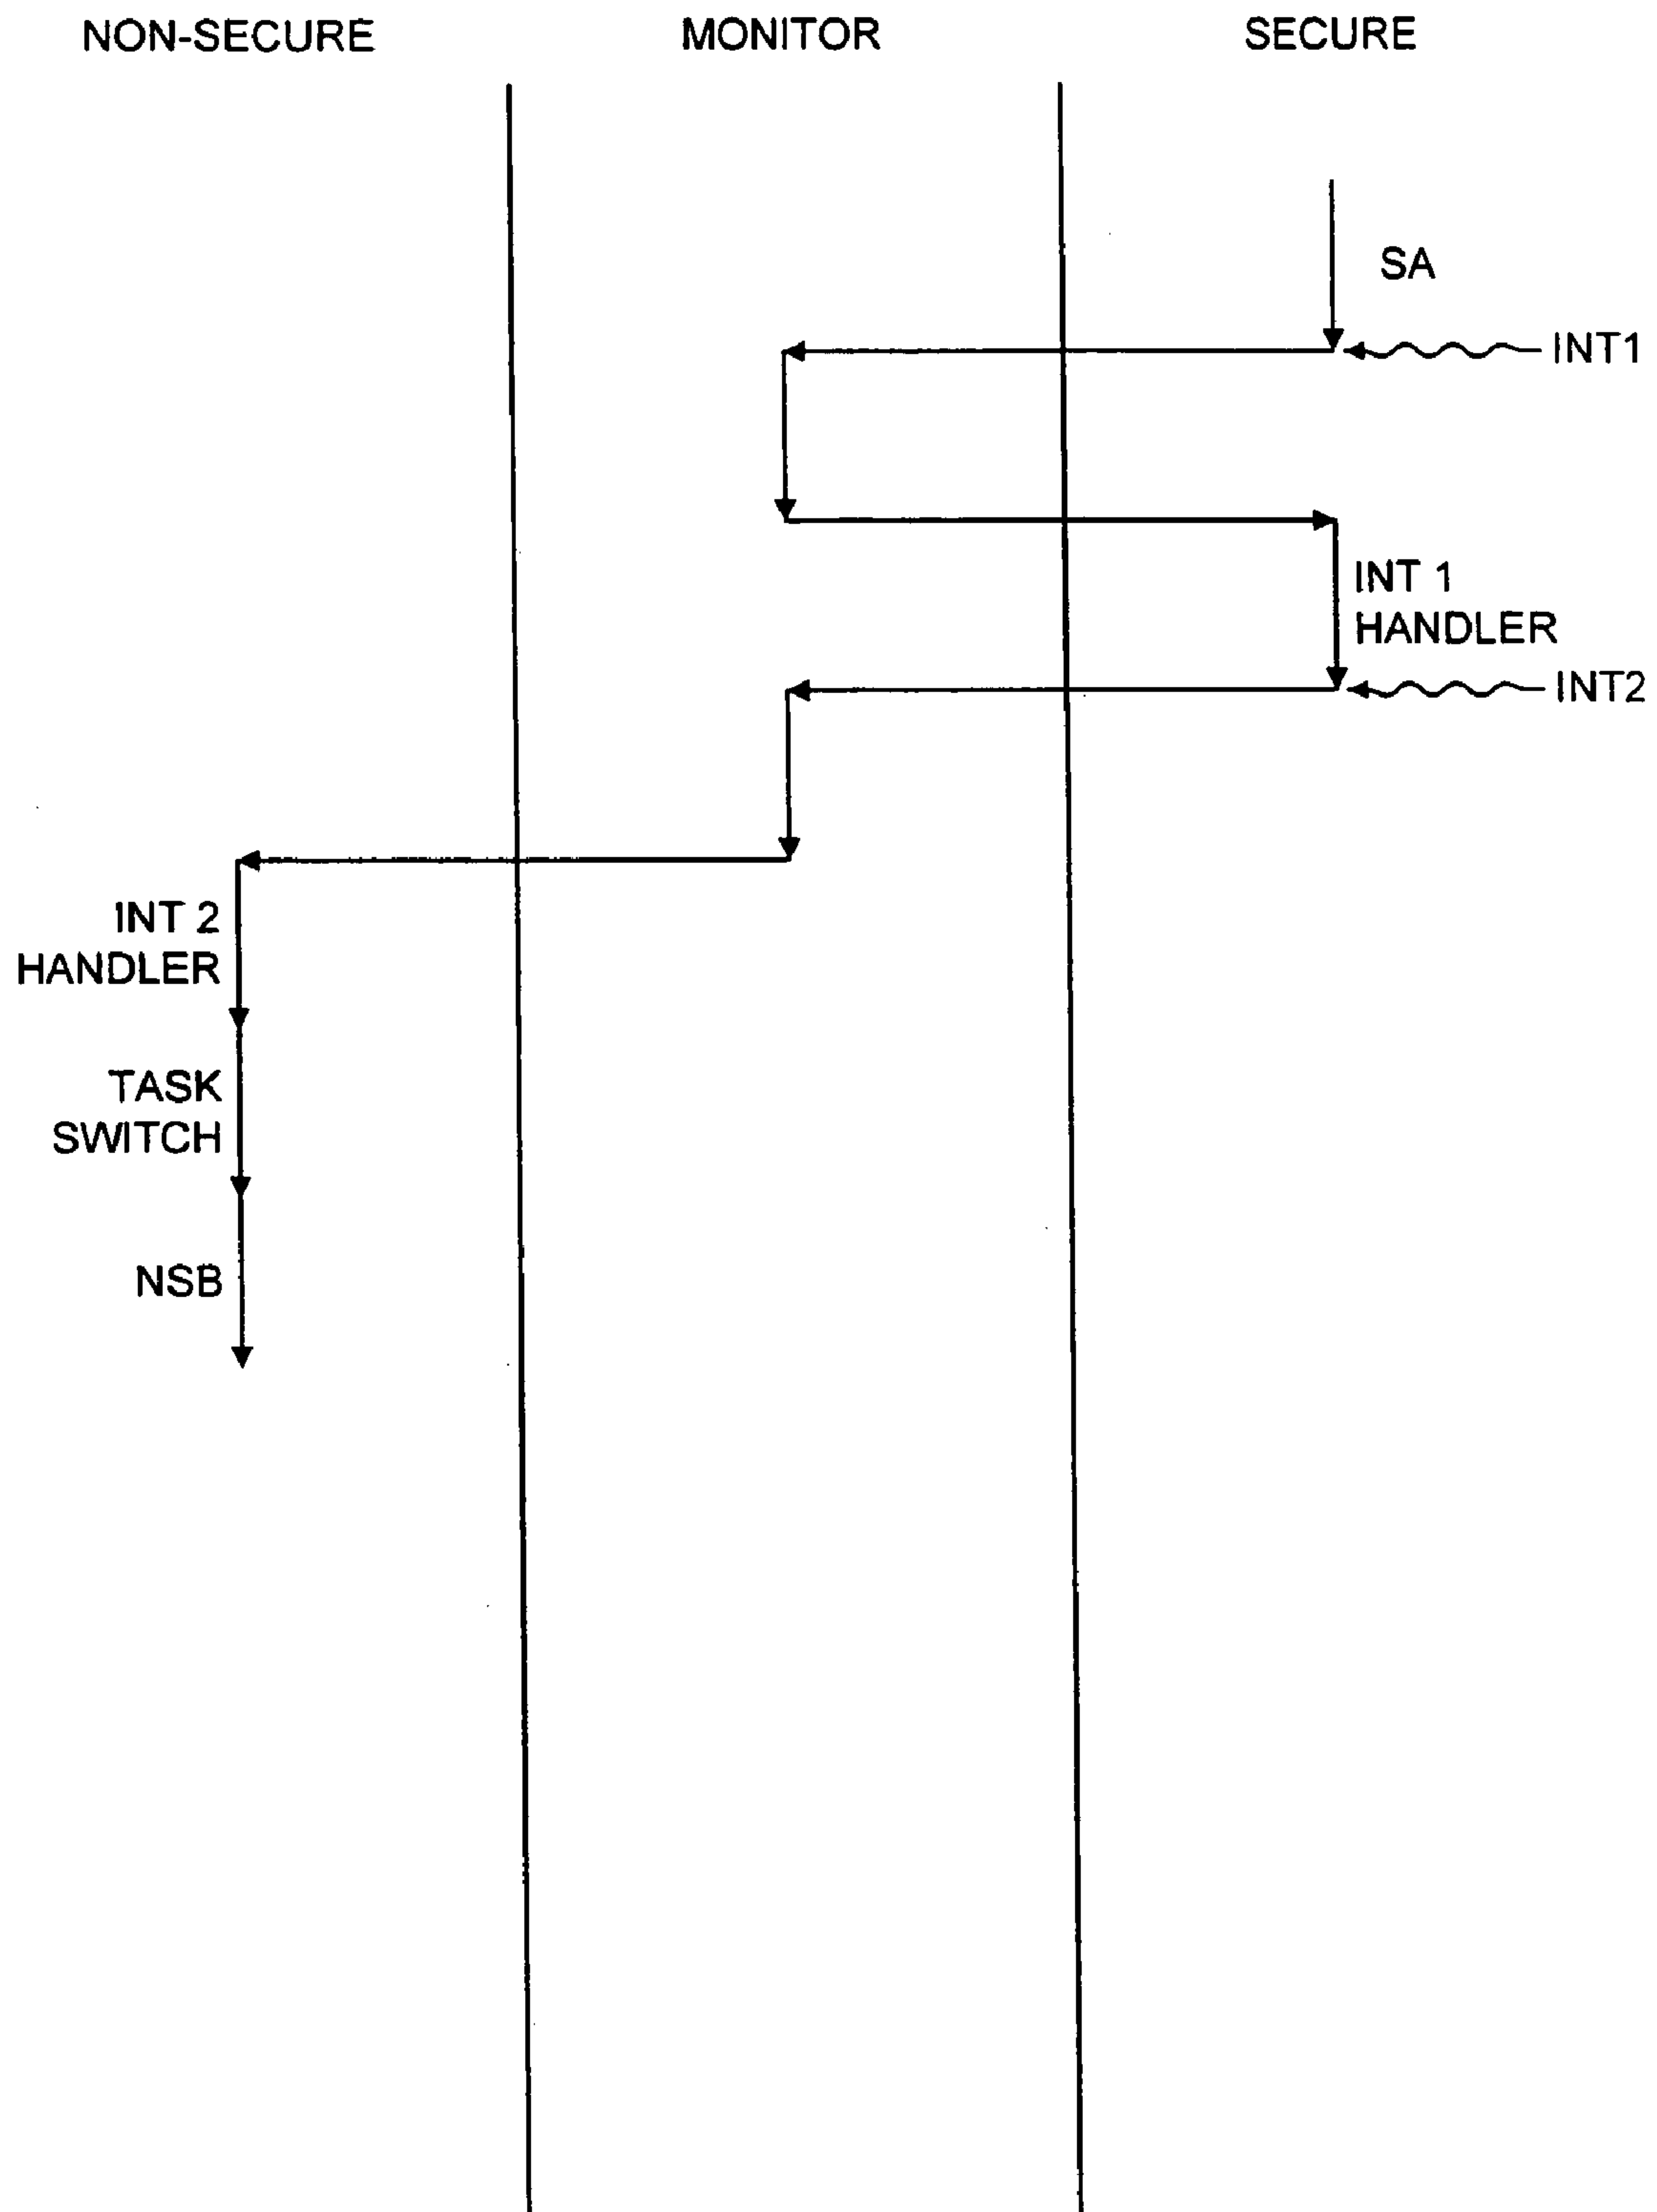 NON-SECURE
MONITOR
SECURE
SA
INT1
INT 1
HANDLER
INT2
INT 2
HANDLER
TASK
SWITCH
NSB